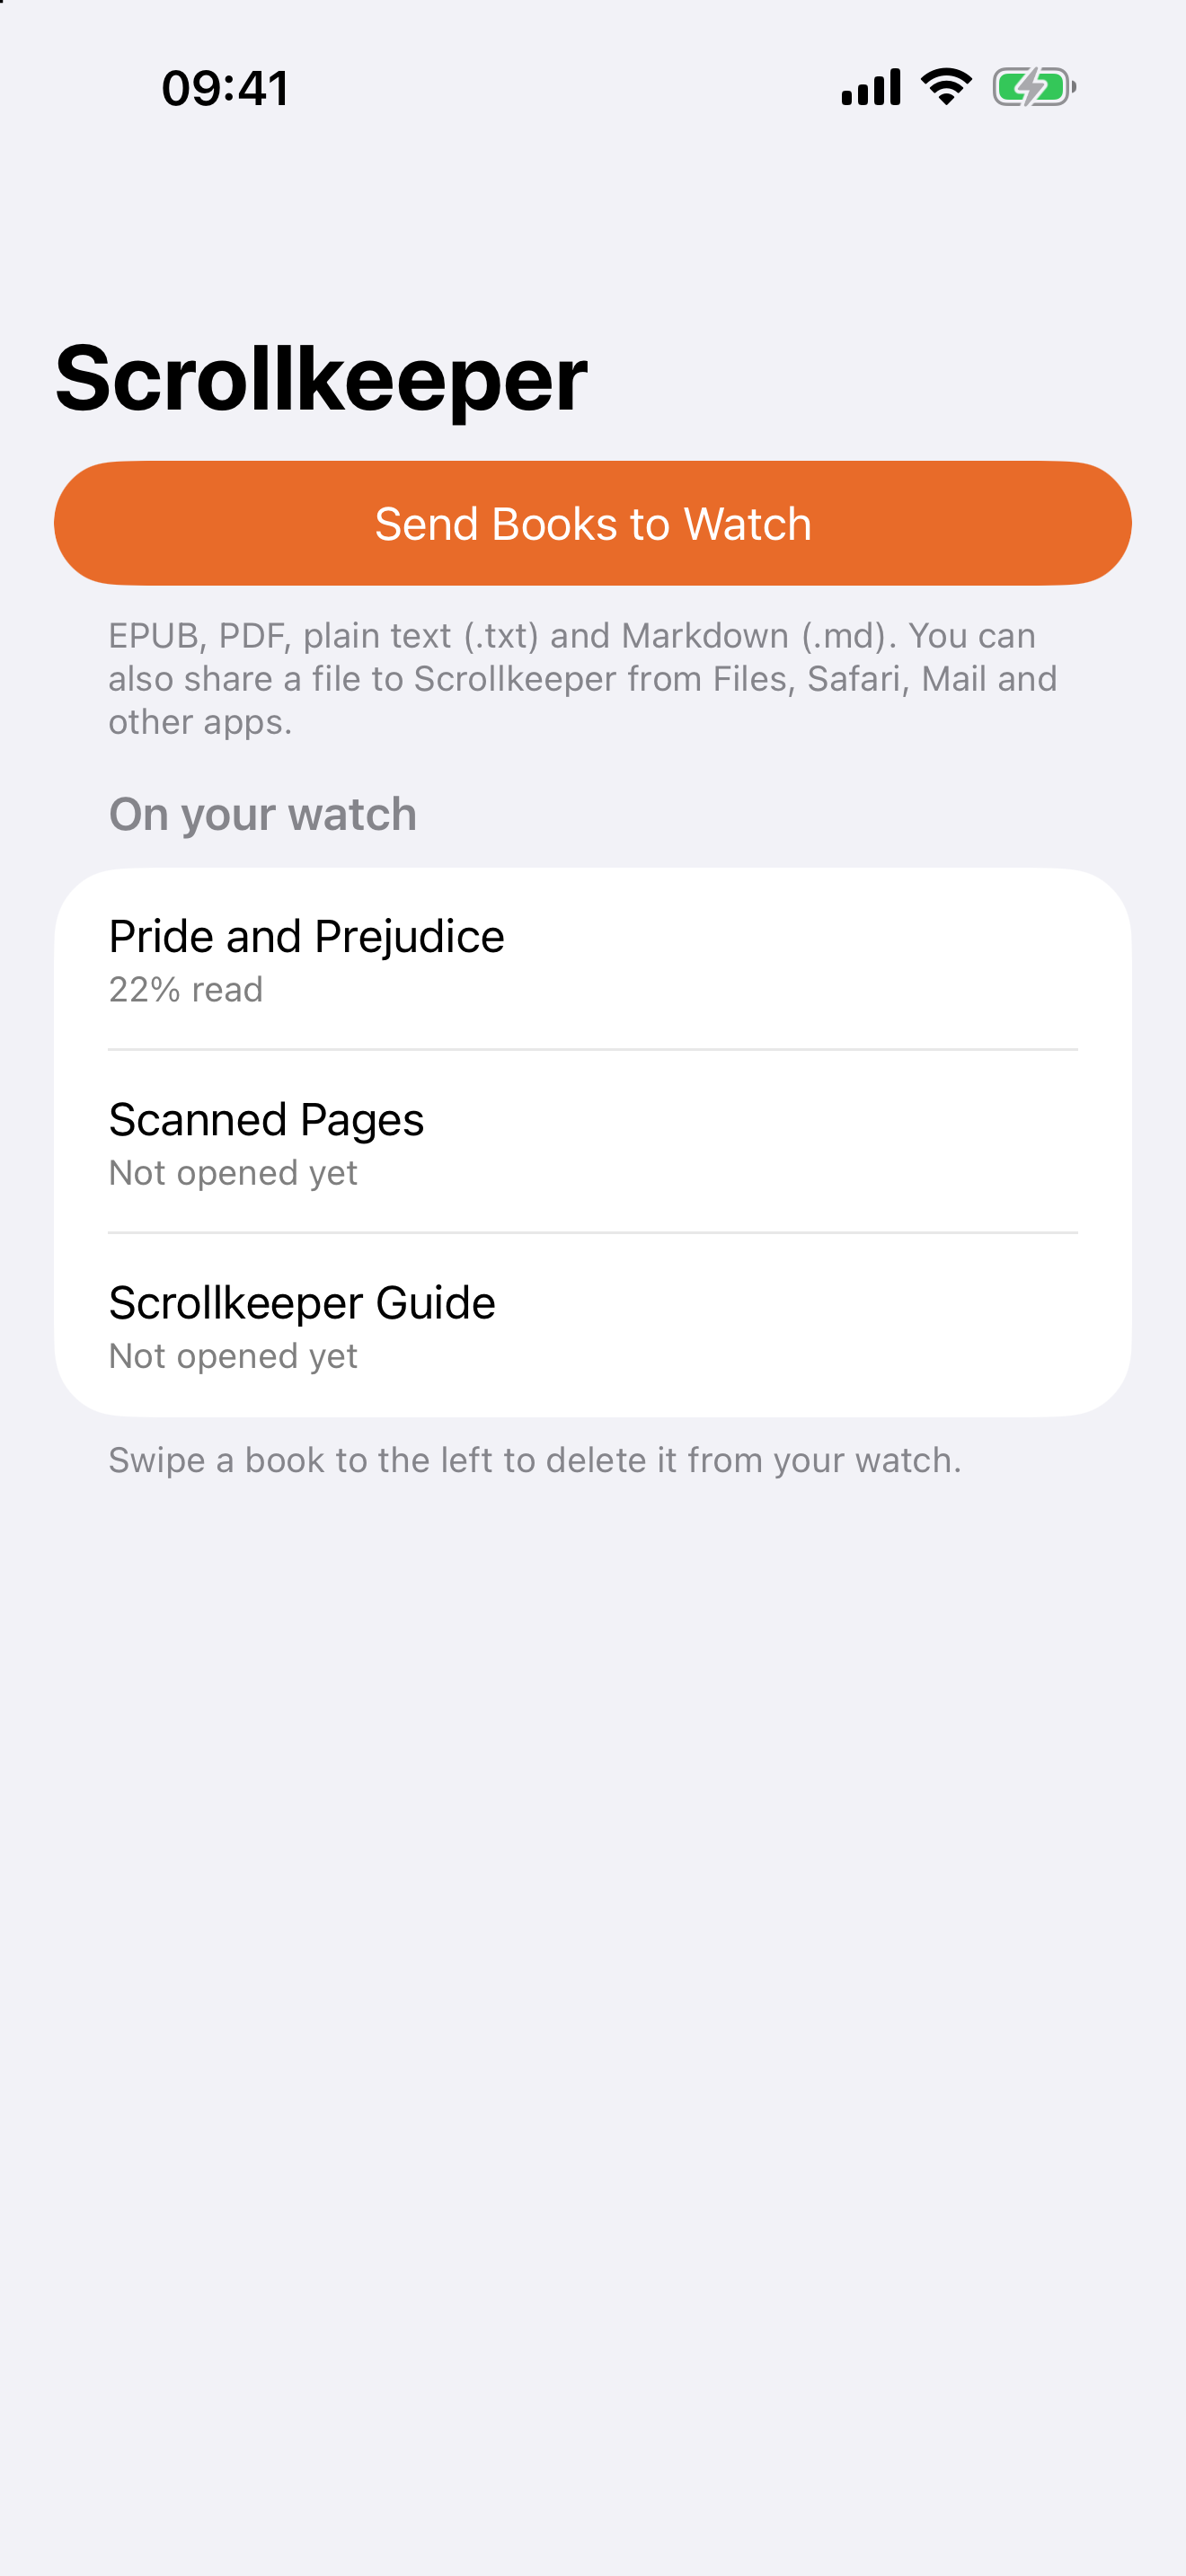 09:41
Scrollkeeper
Send Books to Watch
EPUB, PDF, plain text (.txt) and Markdown (.md). You can
also share a file to Scrollkeeper from Files, Safari, Mail and
other apps.
On your watch
Pride and Prejudice
22% read
Scanned Pages
Not opened yet
Scrollkeeper Guide
Not opened yet
Swipe a book to the left to delete it from your watch.